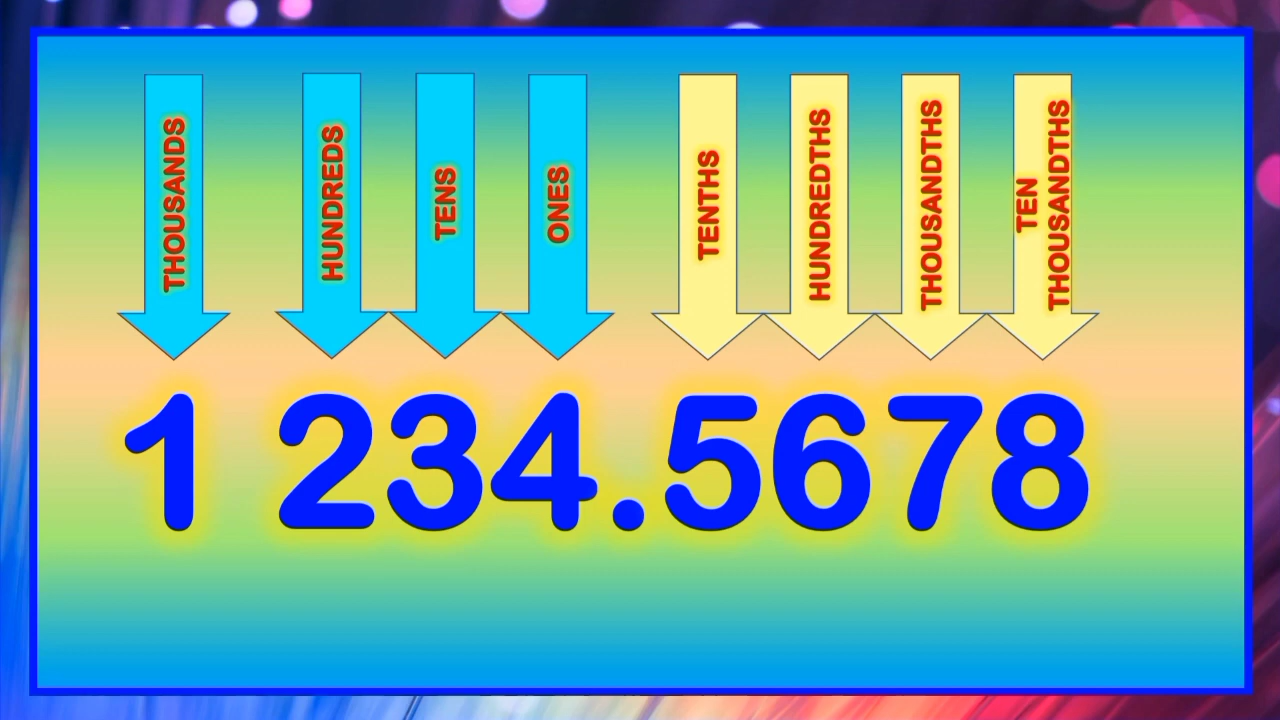 THOUSANDS
HUNDREDS
TENS
ONES
TENTHS
HUNDREDTHS
THOUSANDTHS
TEN
THOUSANDTHS
1 234.5678